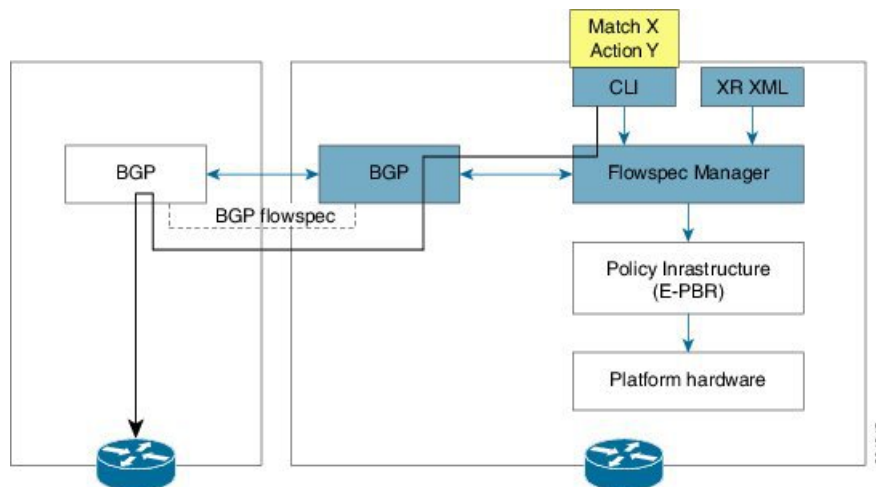 Match X
Action Y
CLI
XR XML
BGP
BGP
Flowspec Manager
BGP flowspec
Policy Inrastructure
(E-PBR)
Platform hardware